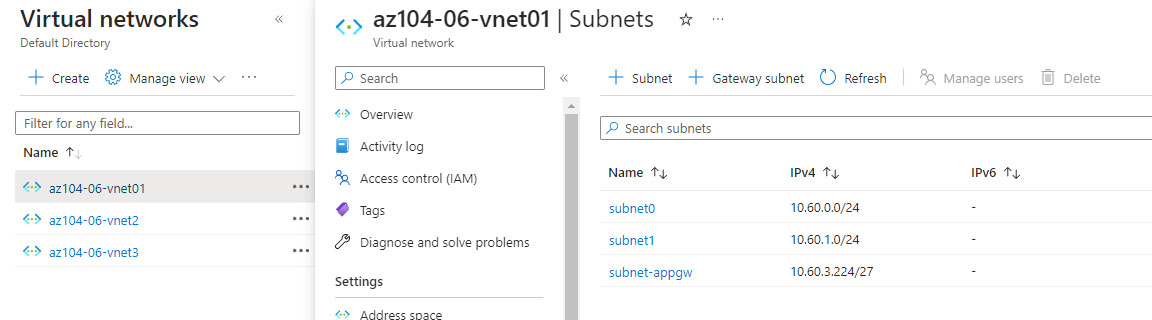 Virtual networks
Default Directory
Create
Manage view
Filter for any field...
Name
az104-06-vnet01
az104-06-vnet2
az104-06-vnet3
az104-06-vnet01 | Subnets
Virtual network
Search
Overview
Activity log
Access control (IAM)
Tags
Diagnose and solve problems
Settings
Address space
Subnet Gateway subnet Refresh Manage users Delete
Search subnets
Name IPv4 IPv6
subnet0 10.60.0.0/24 -
subnet1 10.60.1.0/24 -
subnet-appgw 10.60.3.224/27 -